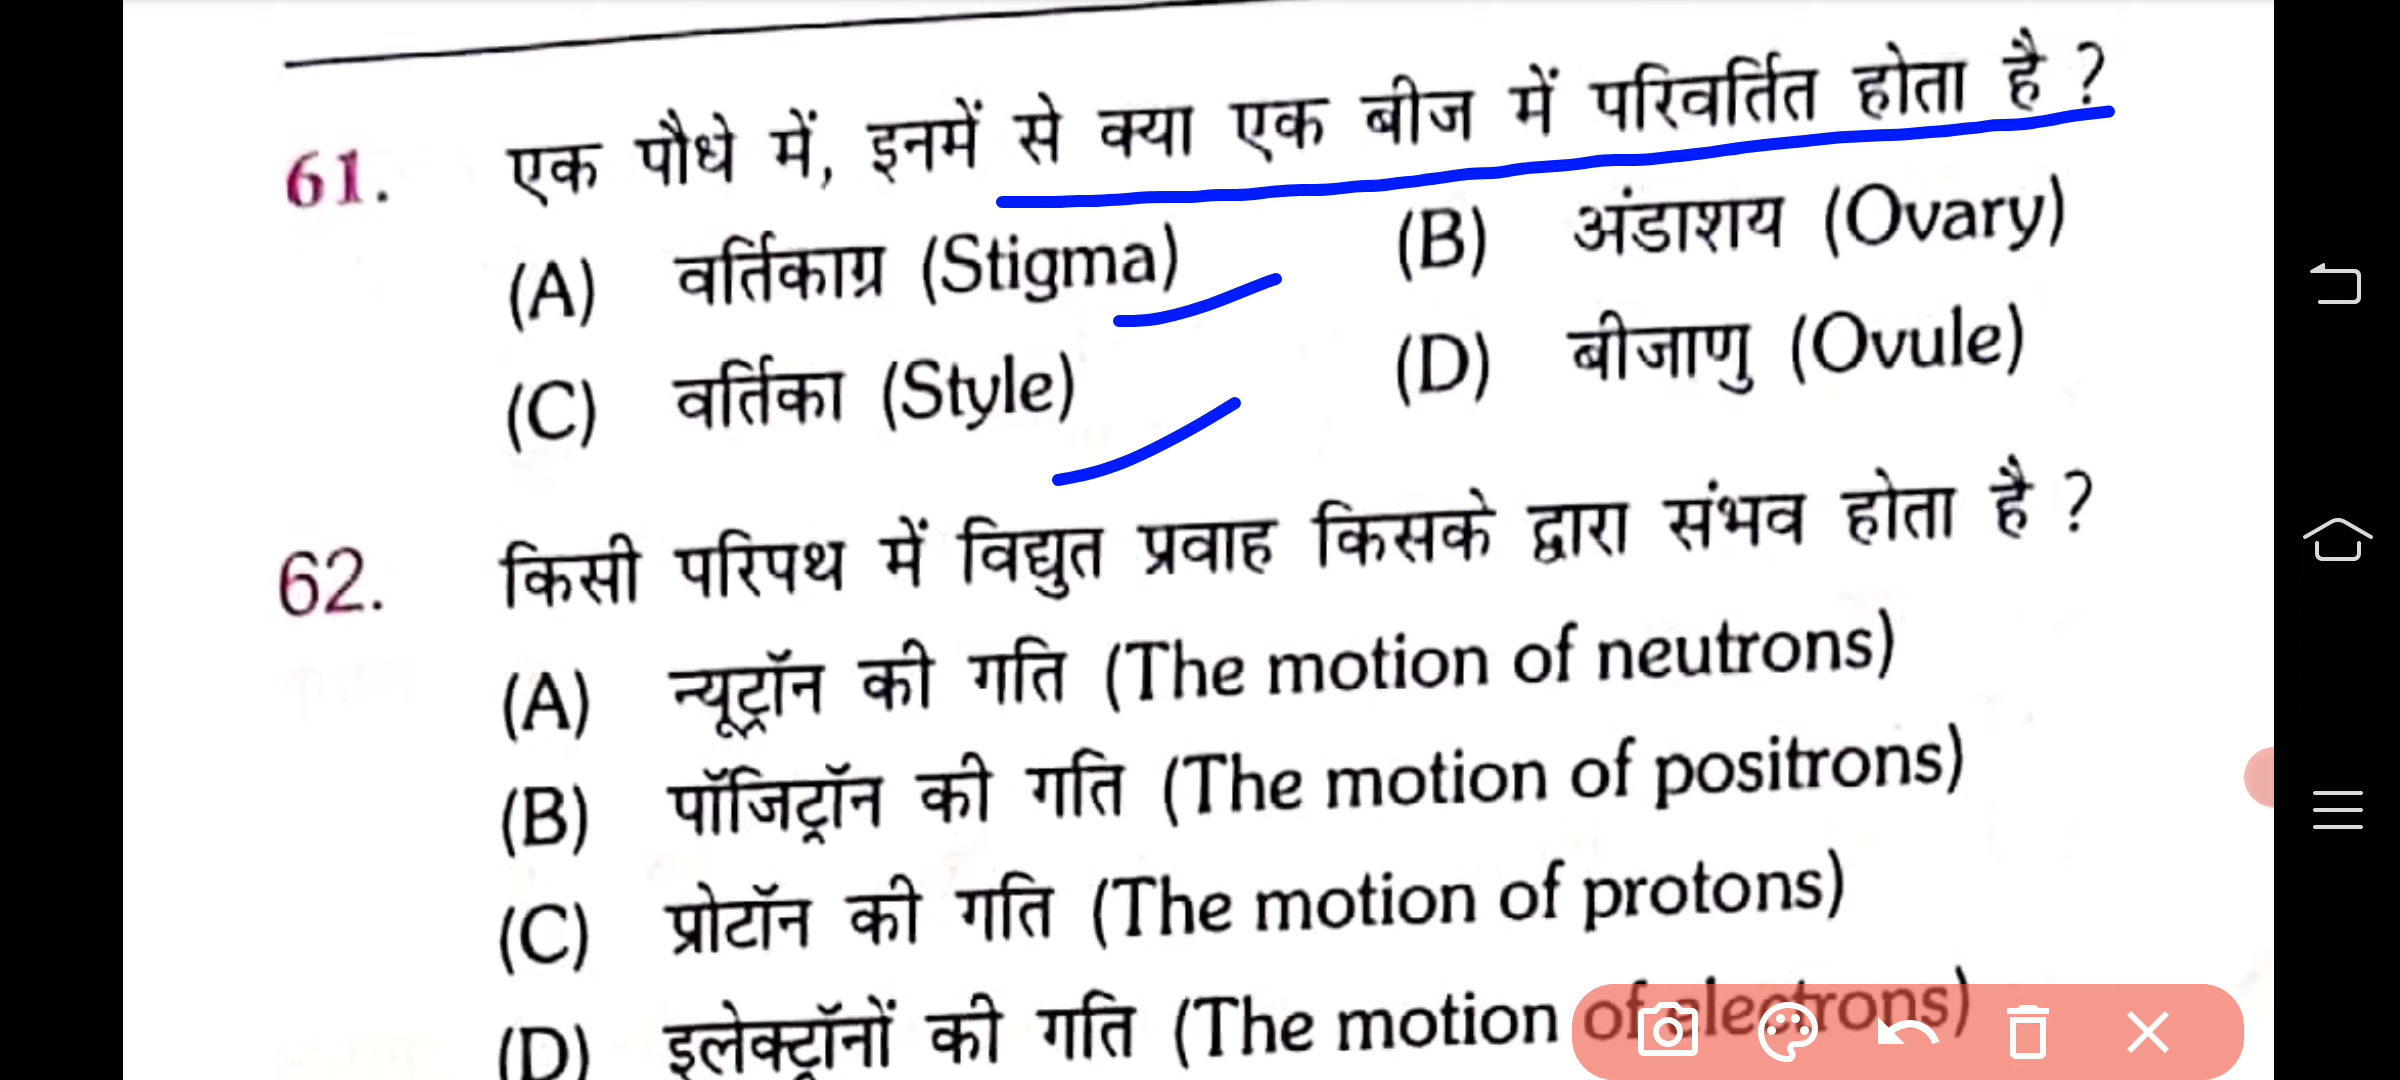 61. एक पौधे में, इनमें से क्या एक बीज में परिवर्तित होता है ?
(A) वर्तिकाग्र (Stigma) (B) अंडाशय (Ovary)
(C) वर्तिका (Style) (D) बीजाणु (Ovule)
62. किसी परिपथ में विद्युत प्रवाह किसके द्वारा संभव होता है ?
(A) न्यूट्रॉन की गति (The motion of neutrons)
(B) पॉजिट्रॉन की गति (The motion of positrons)
(C) प्रोटॉन की गति (The motion of protons)
(D) इलेक्ट्रॉनों की गति (The motion of electrons)